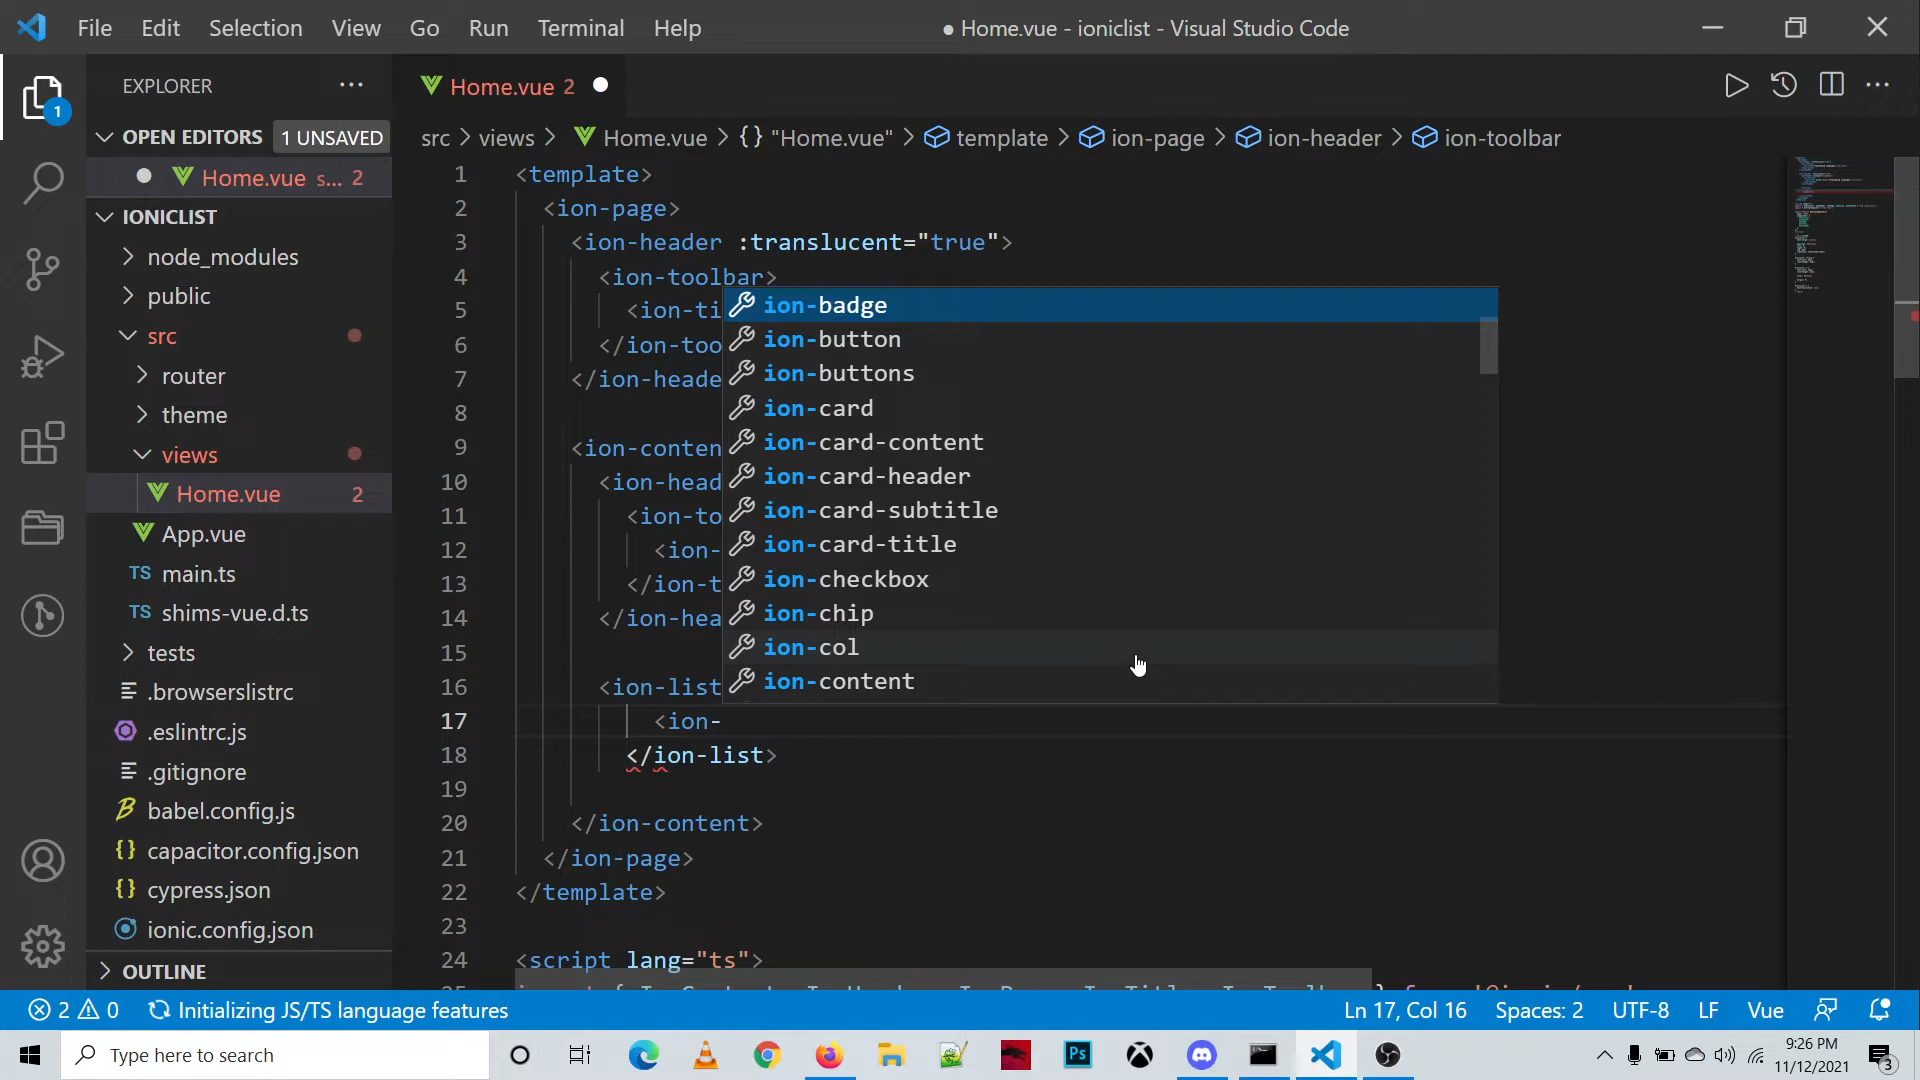 File Edit Selection View Go Run Terminal Help
● Home.vue - ioniclist - Visual Studio Code
EXPLORER
1
OPEN EDITORS 1 UNSAVED
Home.vue s... 2
IONICLIST
node_modules
public
src
router
theme
views
Home.vue 2
App.vue
TS main.ts
TS shims-vue.d.ts
tests
.browserslistrc
.eslintrc.js
.gitignore
babel.config.js
{} capacitor.config.json
{} cypress.json
ionic.config.json
OUTLINE
Home.vue 2
src > views > Home.vue > {} "Home.vue" > template > ion-page > ion-header > ion-toolbar
1 <template>
2 <ion-page>
3 <ion-header :translucent="true">
4 <ion-toolbar>
5 <ion-ti
6 </ion-too
7 </ion-heade
8
9 <ion-conten
10 <ion-head
11 <ion-to
12 <ion-
13 </ion-t
14 </ion-hea
15
16 <ion-list
17 <ion-
18 </ion-list>
19
20 </ion-content>
21 </ion-page>
22 </template>
23
24 <script lang="ts">
ion-badge
ion-button
ion-buttons
ion-card
ion-card-content
ion-card-header
ion-card-subtitle
ion-card-title
ion-checkbox
ion-chip
ion-col
ion-content
2 0 Initializing JS/TS language features
Ln 17, Col 16 Spaces: 2 UTF-8 LF Vue
Type here to search
Ps
9:26 PM
11/12/2021
3